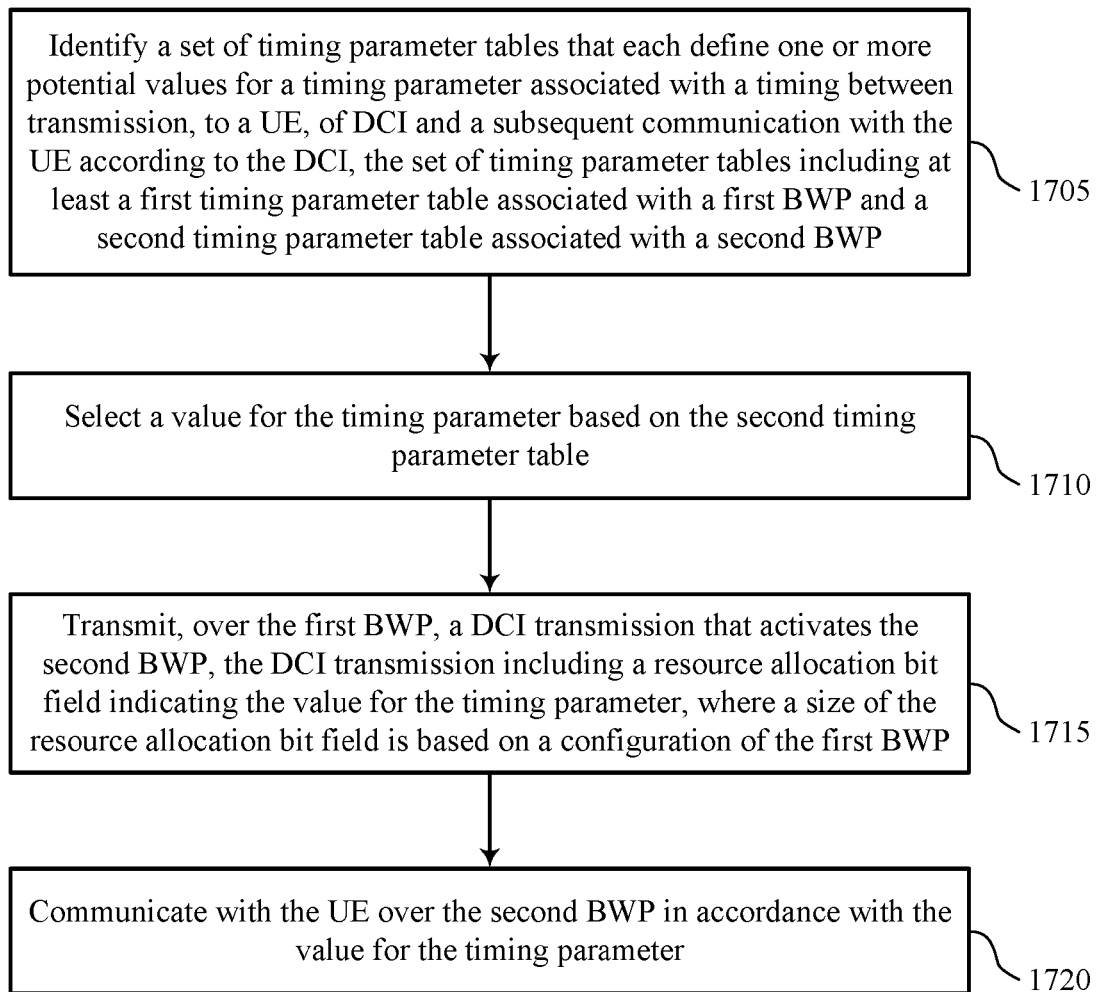 Identify a set of timing parameter tables that each define one or more
potential values for a timing parameter associated with a timing between
transmission, to a UE, of DCI and a subsequent communication with the
UE according to the DCI, the set of timing parameter tables including at
least a first timing parameter table associated with a first BWP and a
second timing parameter table associated with a second BWP
1705
Select a value for the timing parameter based on the second timing
parameter table
1710
Transmit, over the first BWP, a DCI transmission that activates the
second BWP, the DCI transmission including a resource allocation bit
field indicating the value for the timing parameter, where a size of the
resource allocation bit field is based on a configuration of the first BWP
1715
Communicate with the UE over the second BWP in accordance with the
value for the timing parameter
1720